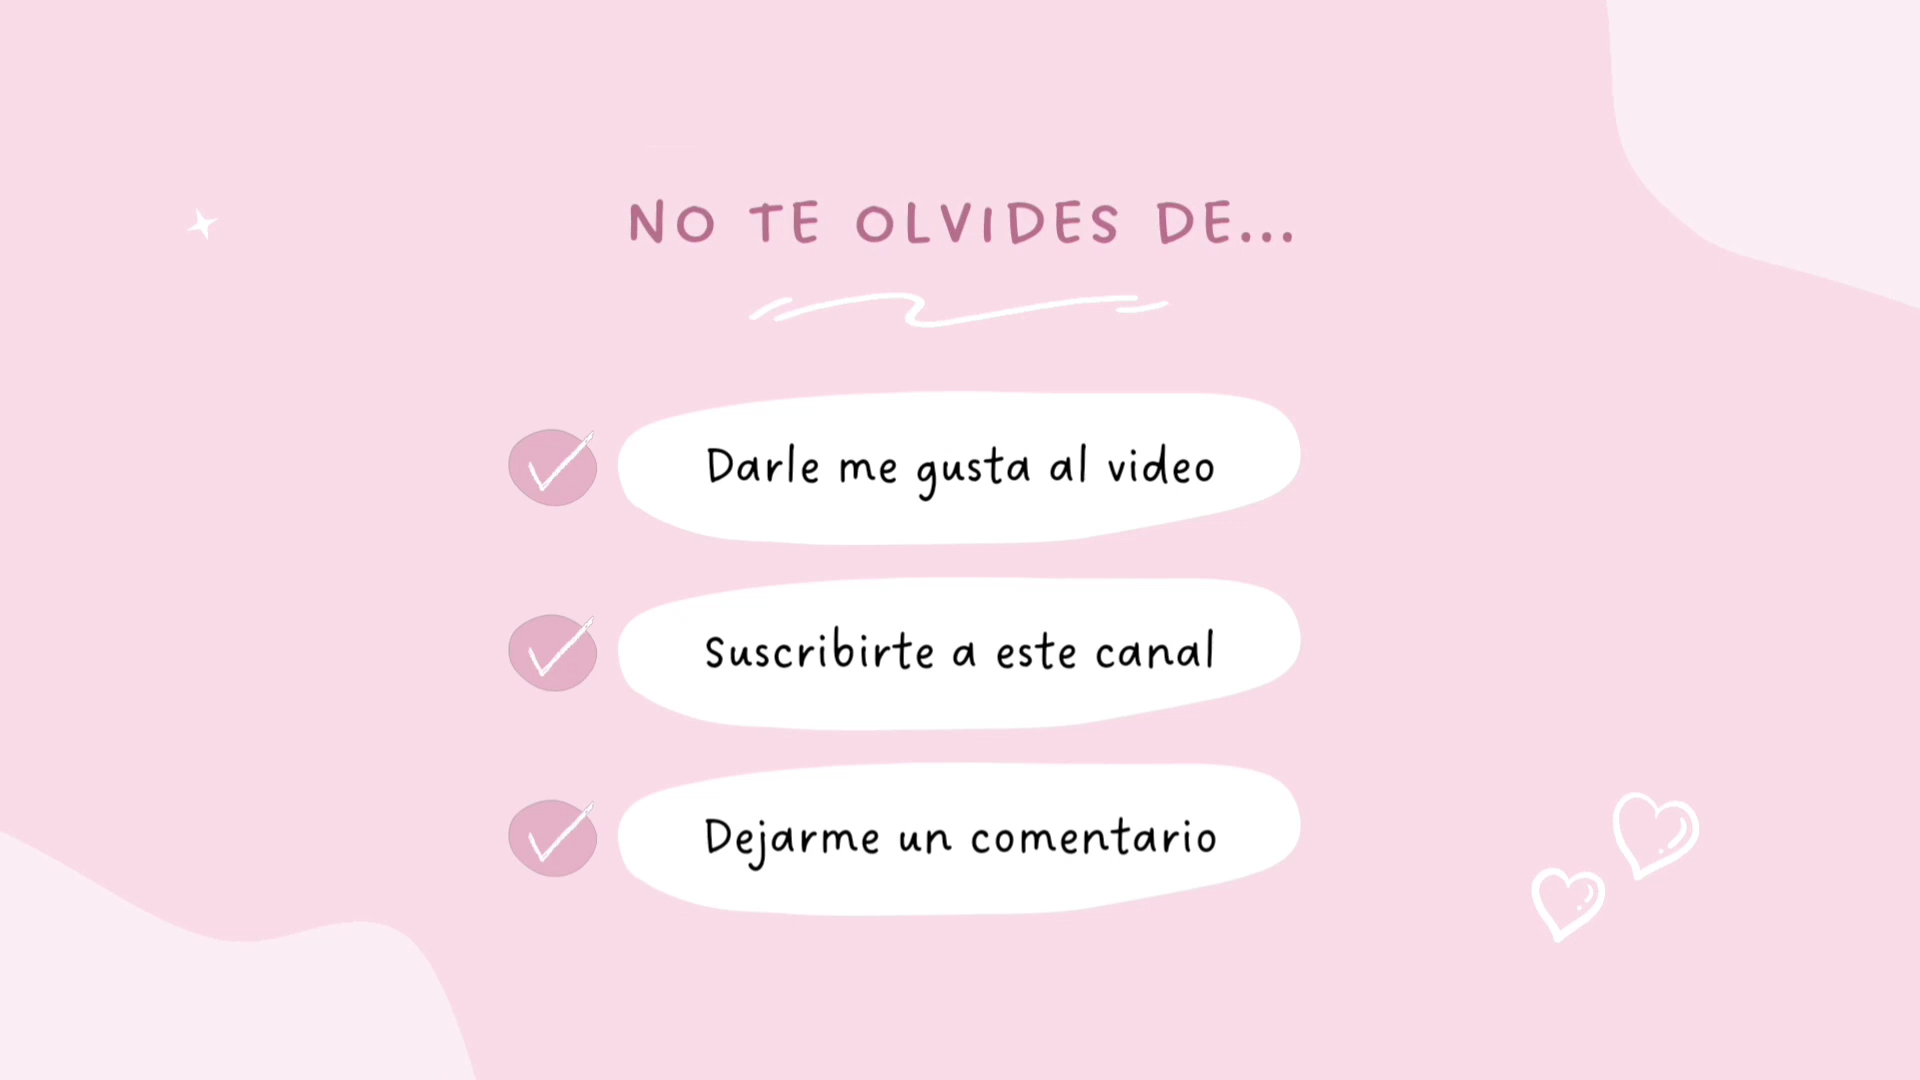 NO TE OLVIDES DE...
Darle me gusta al video
Suscribirte a este canal
Dejarme un comentario